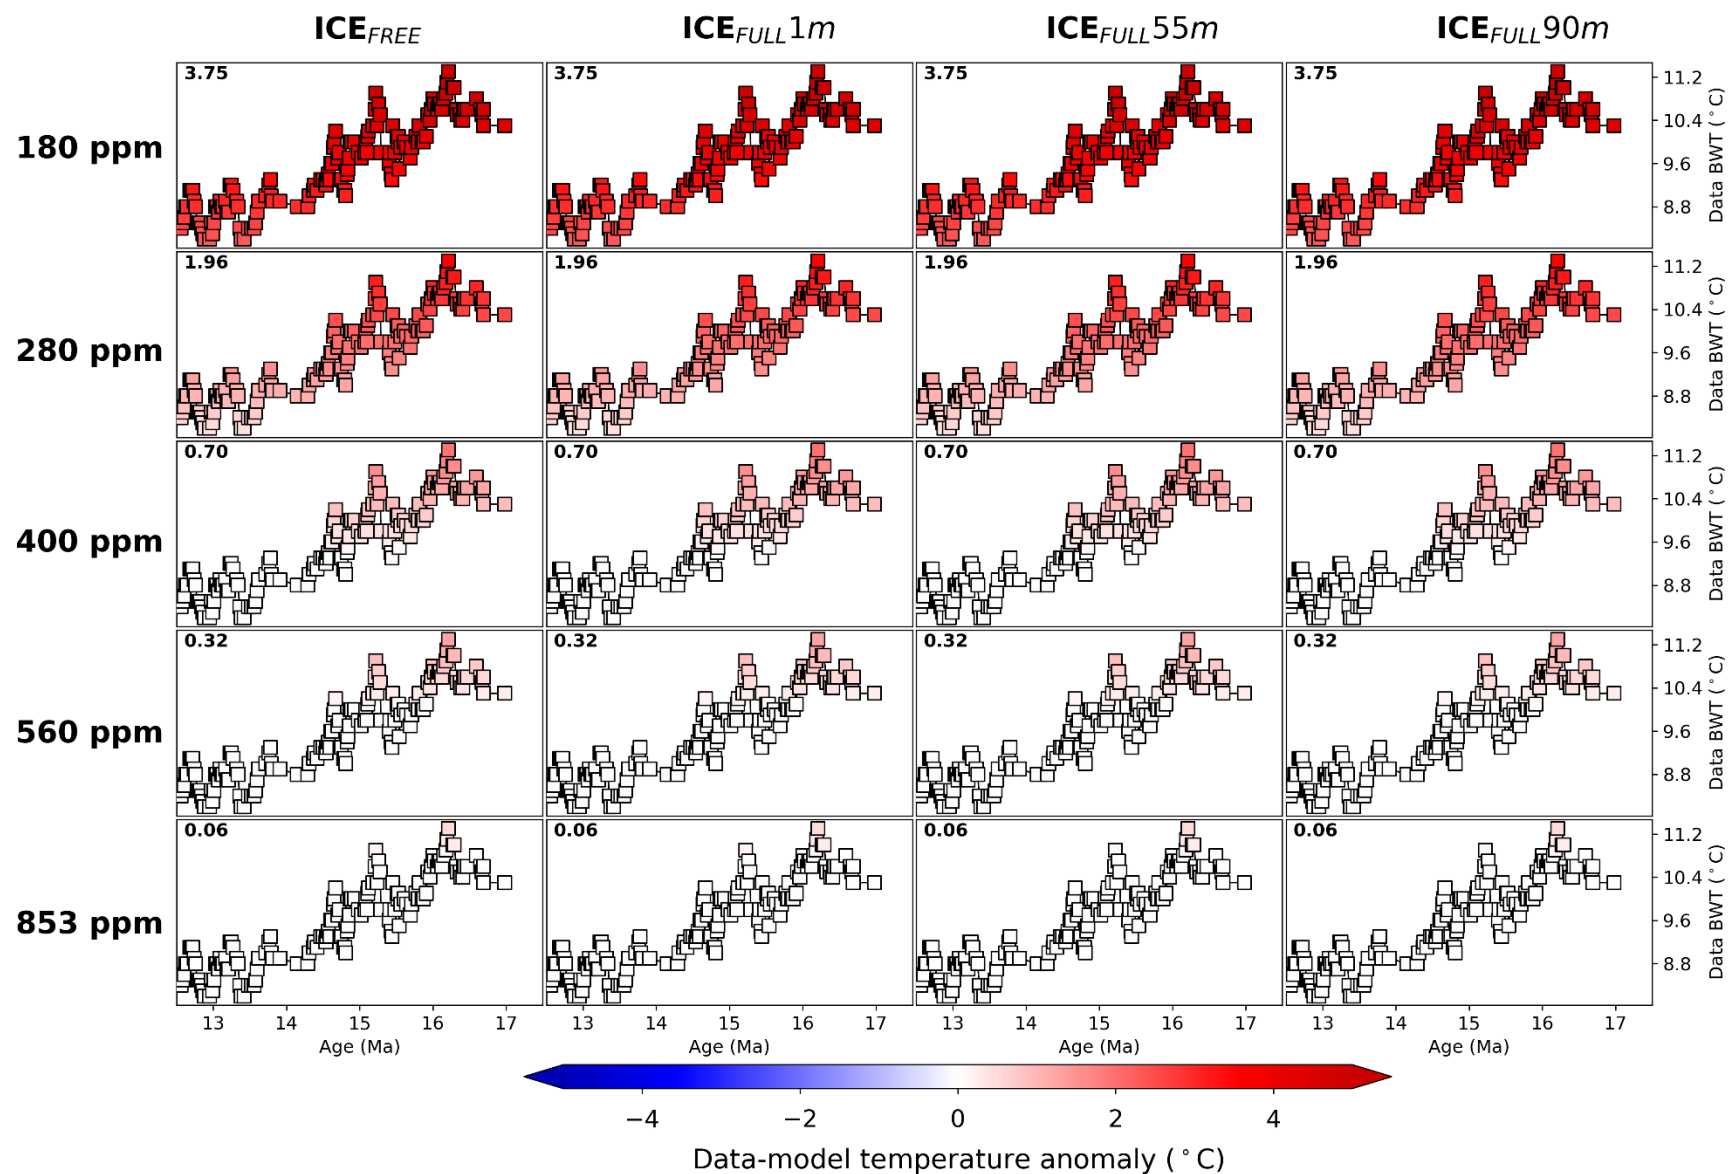 ICE_FREE ICE_FULL1m ICE_FULL55m ICE_FULL90m
180 ppm
3.75 3.75 3.75 3.75
11.2
10.4
9.6
8.8
Data BWT (°C)
280 ppm
1.96 1.96 1.96 1.96
11.2
10.4
9.6
8.8
Data BWT (°C)
400 ppm
0.70 0.70 0.70 0.70
11.2
10.4
9.6
8.8
Data BWT (°C)
560 ppm
0.32 0.32 0.32 0.32
11.2
10.4
9.6
8.8
Data BWT (°C)
853 ppm
0.06 0.06 0.06 0.06
11.2
10.4
9.6
8.8
Data BWT (°C)
13 14 15 16 17 13 14 15 16 17 13 14 15 16 17 13 14 15 16 17
Age (Ma) Age (Ma) Age (Ma) Age (Ma)
−4 −2 0 2 4
Data-model temperature anomaly (°C)